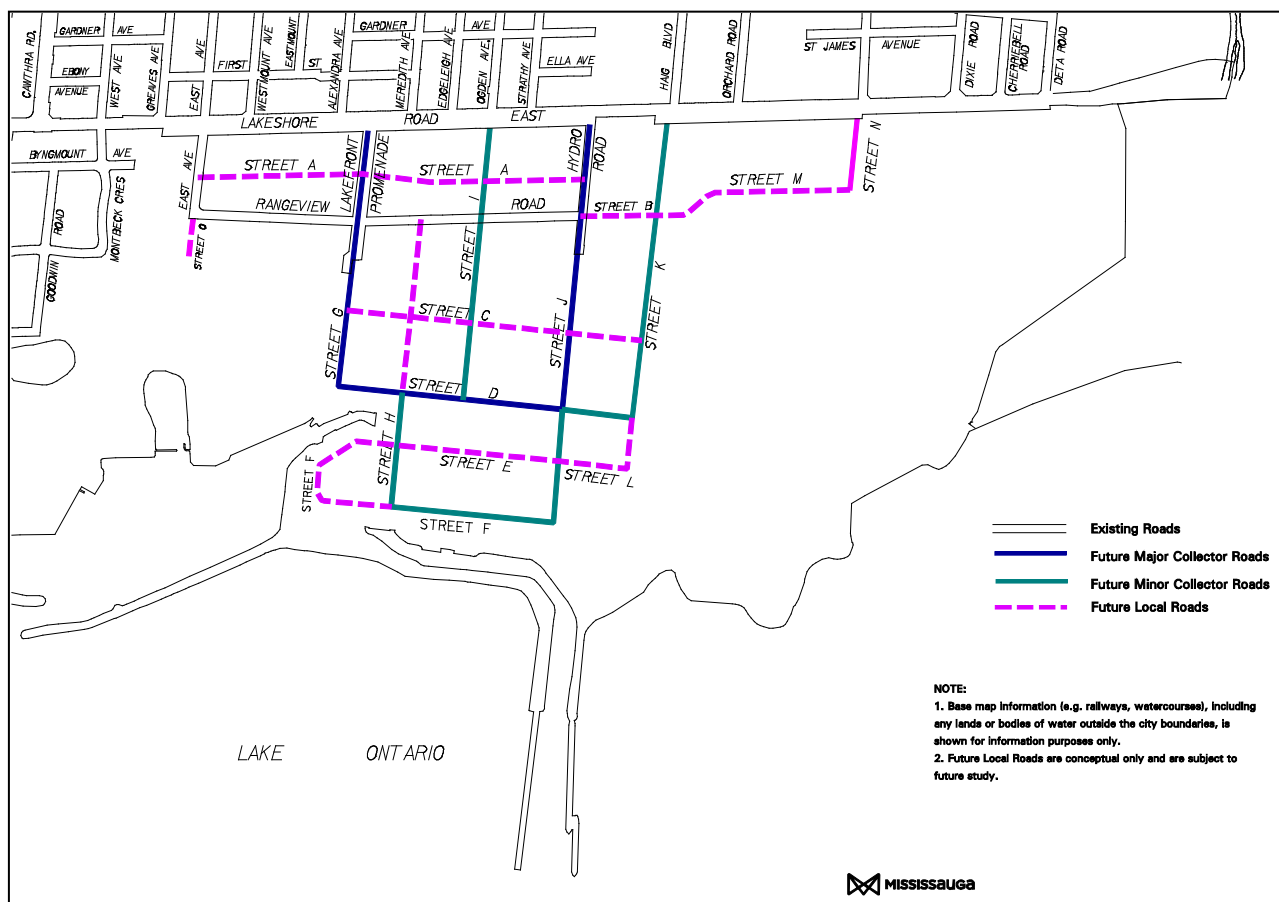 GARDNER AVE
GARDNER AVE
EBONY
AVENUE
CAWTHRA RD.
WEST AVE
GREAVES AVE
EAST AVE
FIRST ST
WESTMOUNT AVE
EASTMOUNT
ALEXANDRA AVE
MEREDITH AVE
EDGELEIGH AVE
OGDEN AVE
STRATHY AVE
ELLA AVE
HAIG BLVD
ORCHARD ROAD
ST JAMES AVENUE
DIXIE ROAD
CHERRIEBELL
ROAD
DETA ROAD
LAKESHORE ROAD EAST
BYNGMOUNT AVE
EAST AVE
MONTBECK CRES
GOODWIN ROAD
STREET A
LAKEFRONT
PROMENADE
STREET A
HYDRO
ROAD
STREET M
STREET N
RANGEVIEW ROAD
STREET B
STREET O
STREET I
STREET K
STREET G
STREET C
STREET J
STREET D
STREET H
STREET F
STREET E
STREET L
STREET F
Existing Roads
Future Major Collector Roads
Future Minor Collector Roads
Future Local Roads
NOTE:
1. Base map information (e.g. railways, watercourses), including
any lands or bodies of water outside the city boundaries, is
shown for information purposes only.
2. Future Local Roads are conceptual only and are subject to
future study.
LAKE ONTARIO
MISSISSAUGA